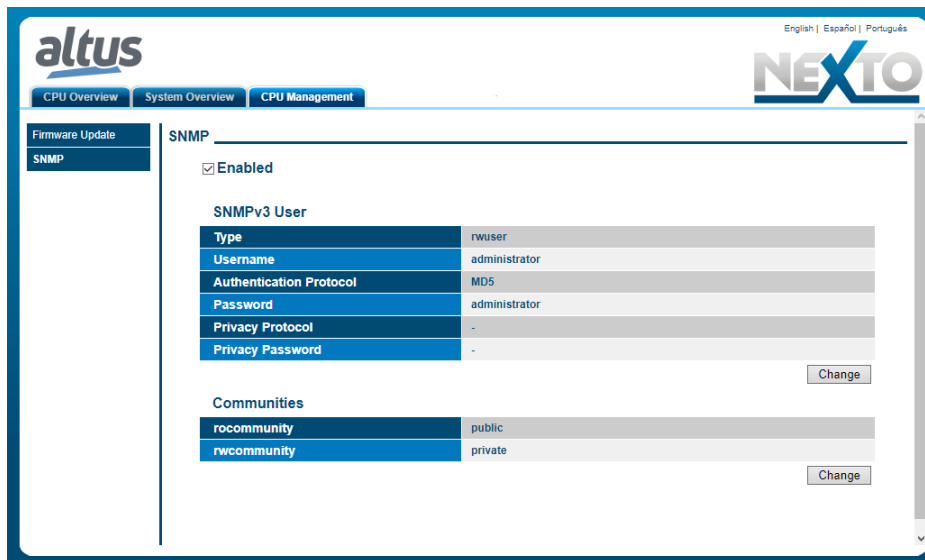 English | Español | Português
altus
NEXTO
CPU Overview System Overview CPU Management
Firmware Update
SNMP
SNMP
Enabled
SNMPv3 User
Type rwuser
Username administrator
Authentication Protocol MD5
Password administrator
Privacy Protocol -
Privacy Password -
Change
Communities
rocommunity public
rwcommunity private
Change